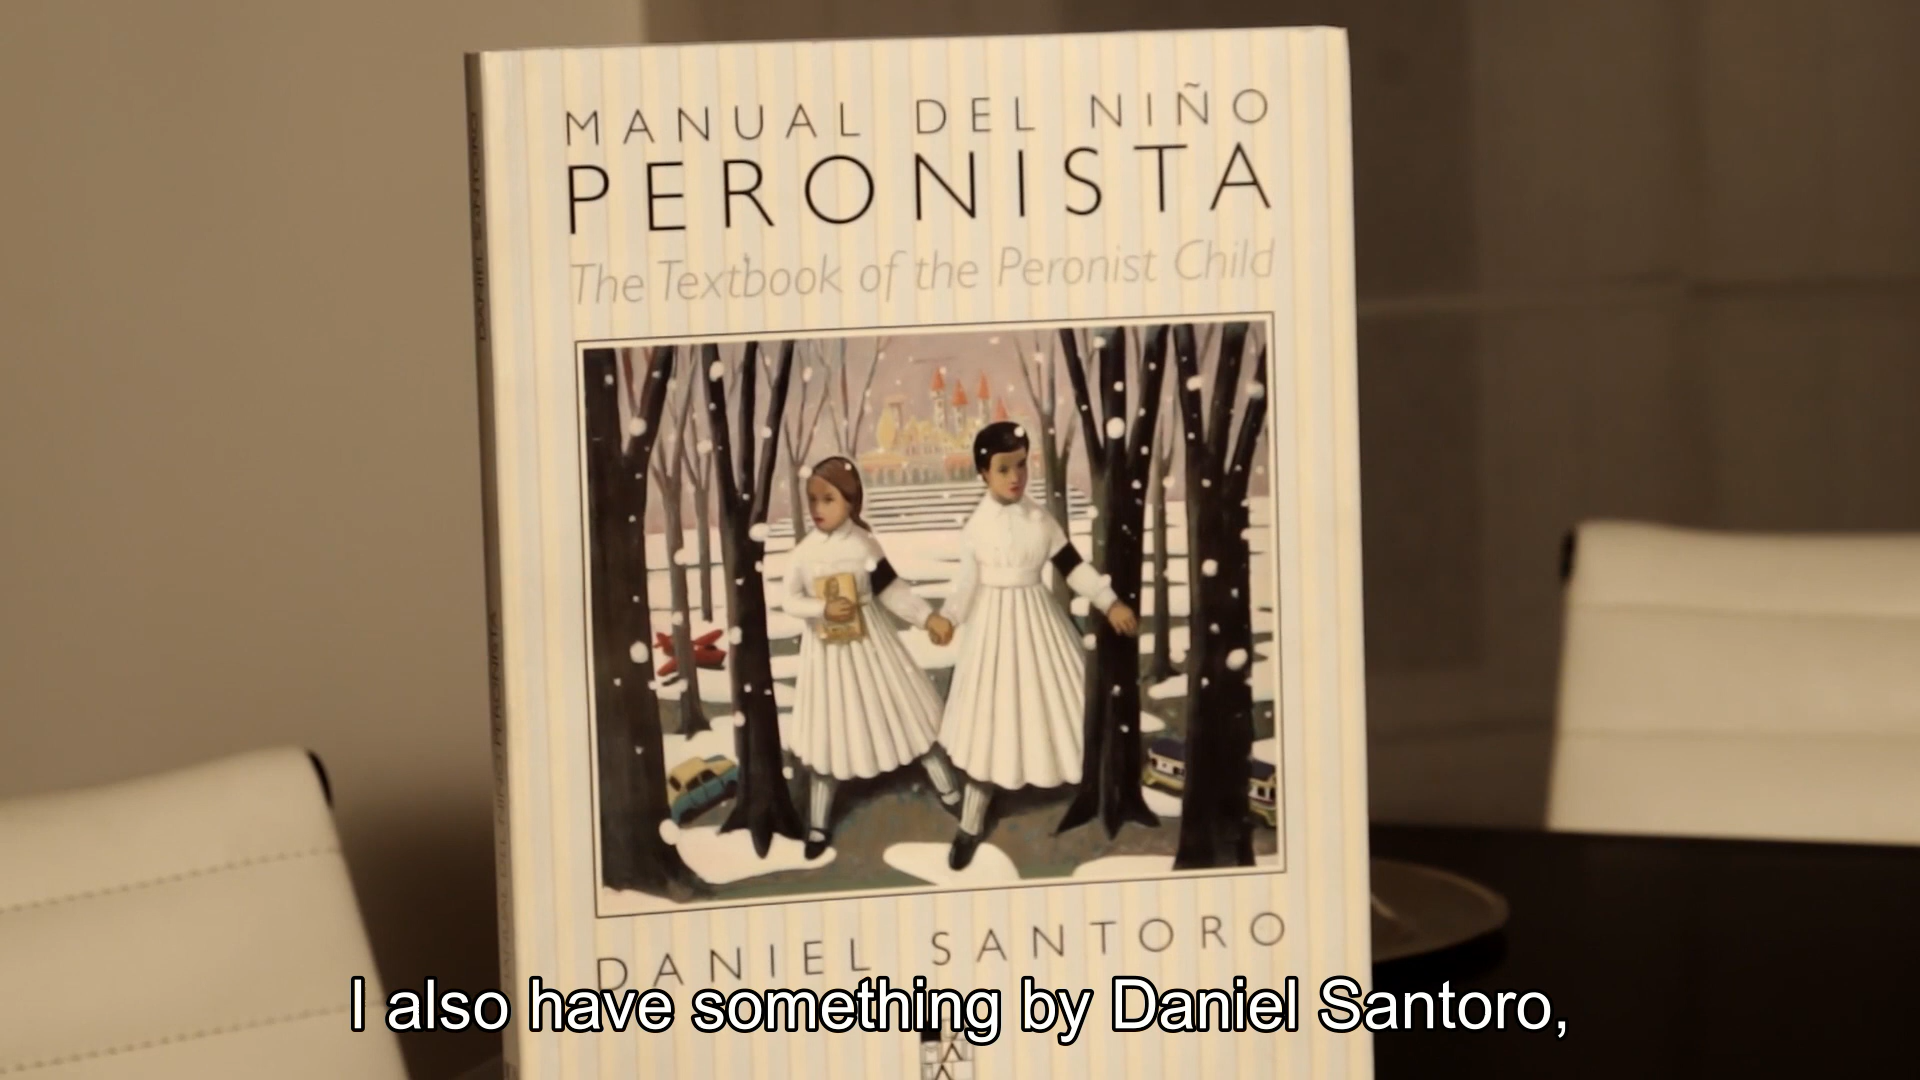 MANUAL DEL NIÑO
PERONISTA
The Textbook of the Peronist Child
DANIEL SANTORO
I also have something by Daniel Santoro,